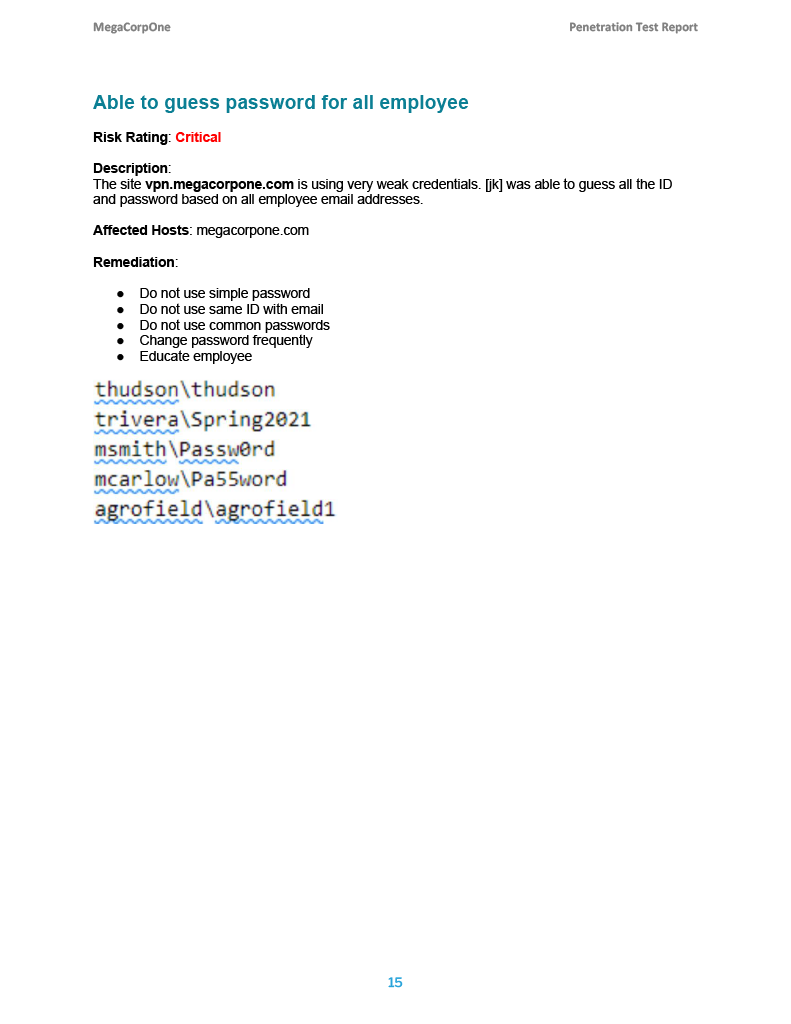 MegaCorpOne Penetration Test Report
Able to guess password for all employee
Risk Rating: Critical
Description:
The site vpn.megacorpone.com is using very weak credentials. [jk] was able to guess all the ID
and password based on all employee email addresses.
Affected Hosts: megacorpone.com
Remediation:
● Do not use simple password
● Do not use same ID with email
● Do not use common passwords
● Change password frequently
● Educate employee
thudson\thudson
trivera\Spring2021
msmith\Passw0rd
mcarlow\Pa55word
agrofield\agrofield1
15